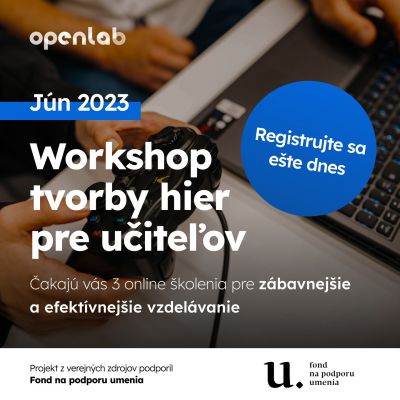 openlab
Jún 2023
Registrujte sa
ešte dnes
Workshop
tvorby hier
pre učiteľov
Čakajú vás 3 online školenia pre zábavnejšie
a efektívnejšie vzdelávanie
Projekt z verejných zdrojov podporil
Fond na podporu umenia
u.
fond
na podporu
umenia